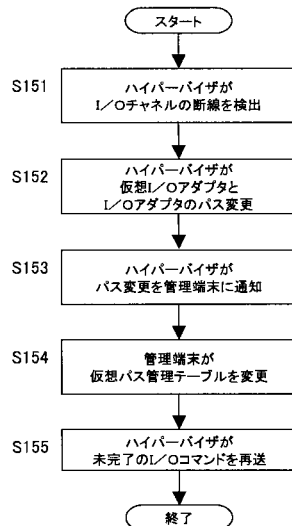 スタート
S151
ハイパーバイザが
I/Oチャネルの断線を検出
S152
ハイパーバイザが
仮想I/Oアダプタと
I/Oアダプタのパス変更
S153
ハイパーバイザが
パス変更を管理端末に通知
S154
管理端末が
仮想パス管理テーブルを変更
S155
ハイパーバイザが
未完了のI/Oコマンドを再送
終了